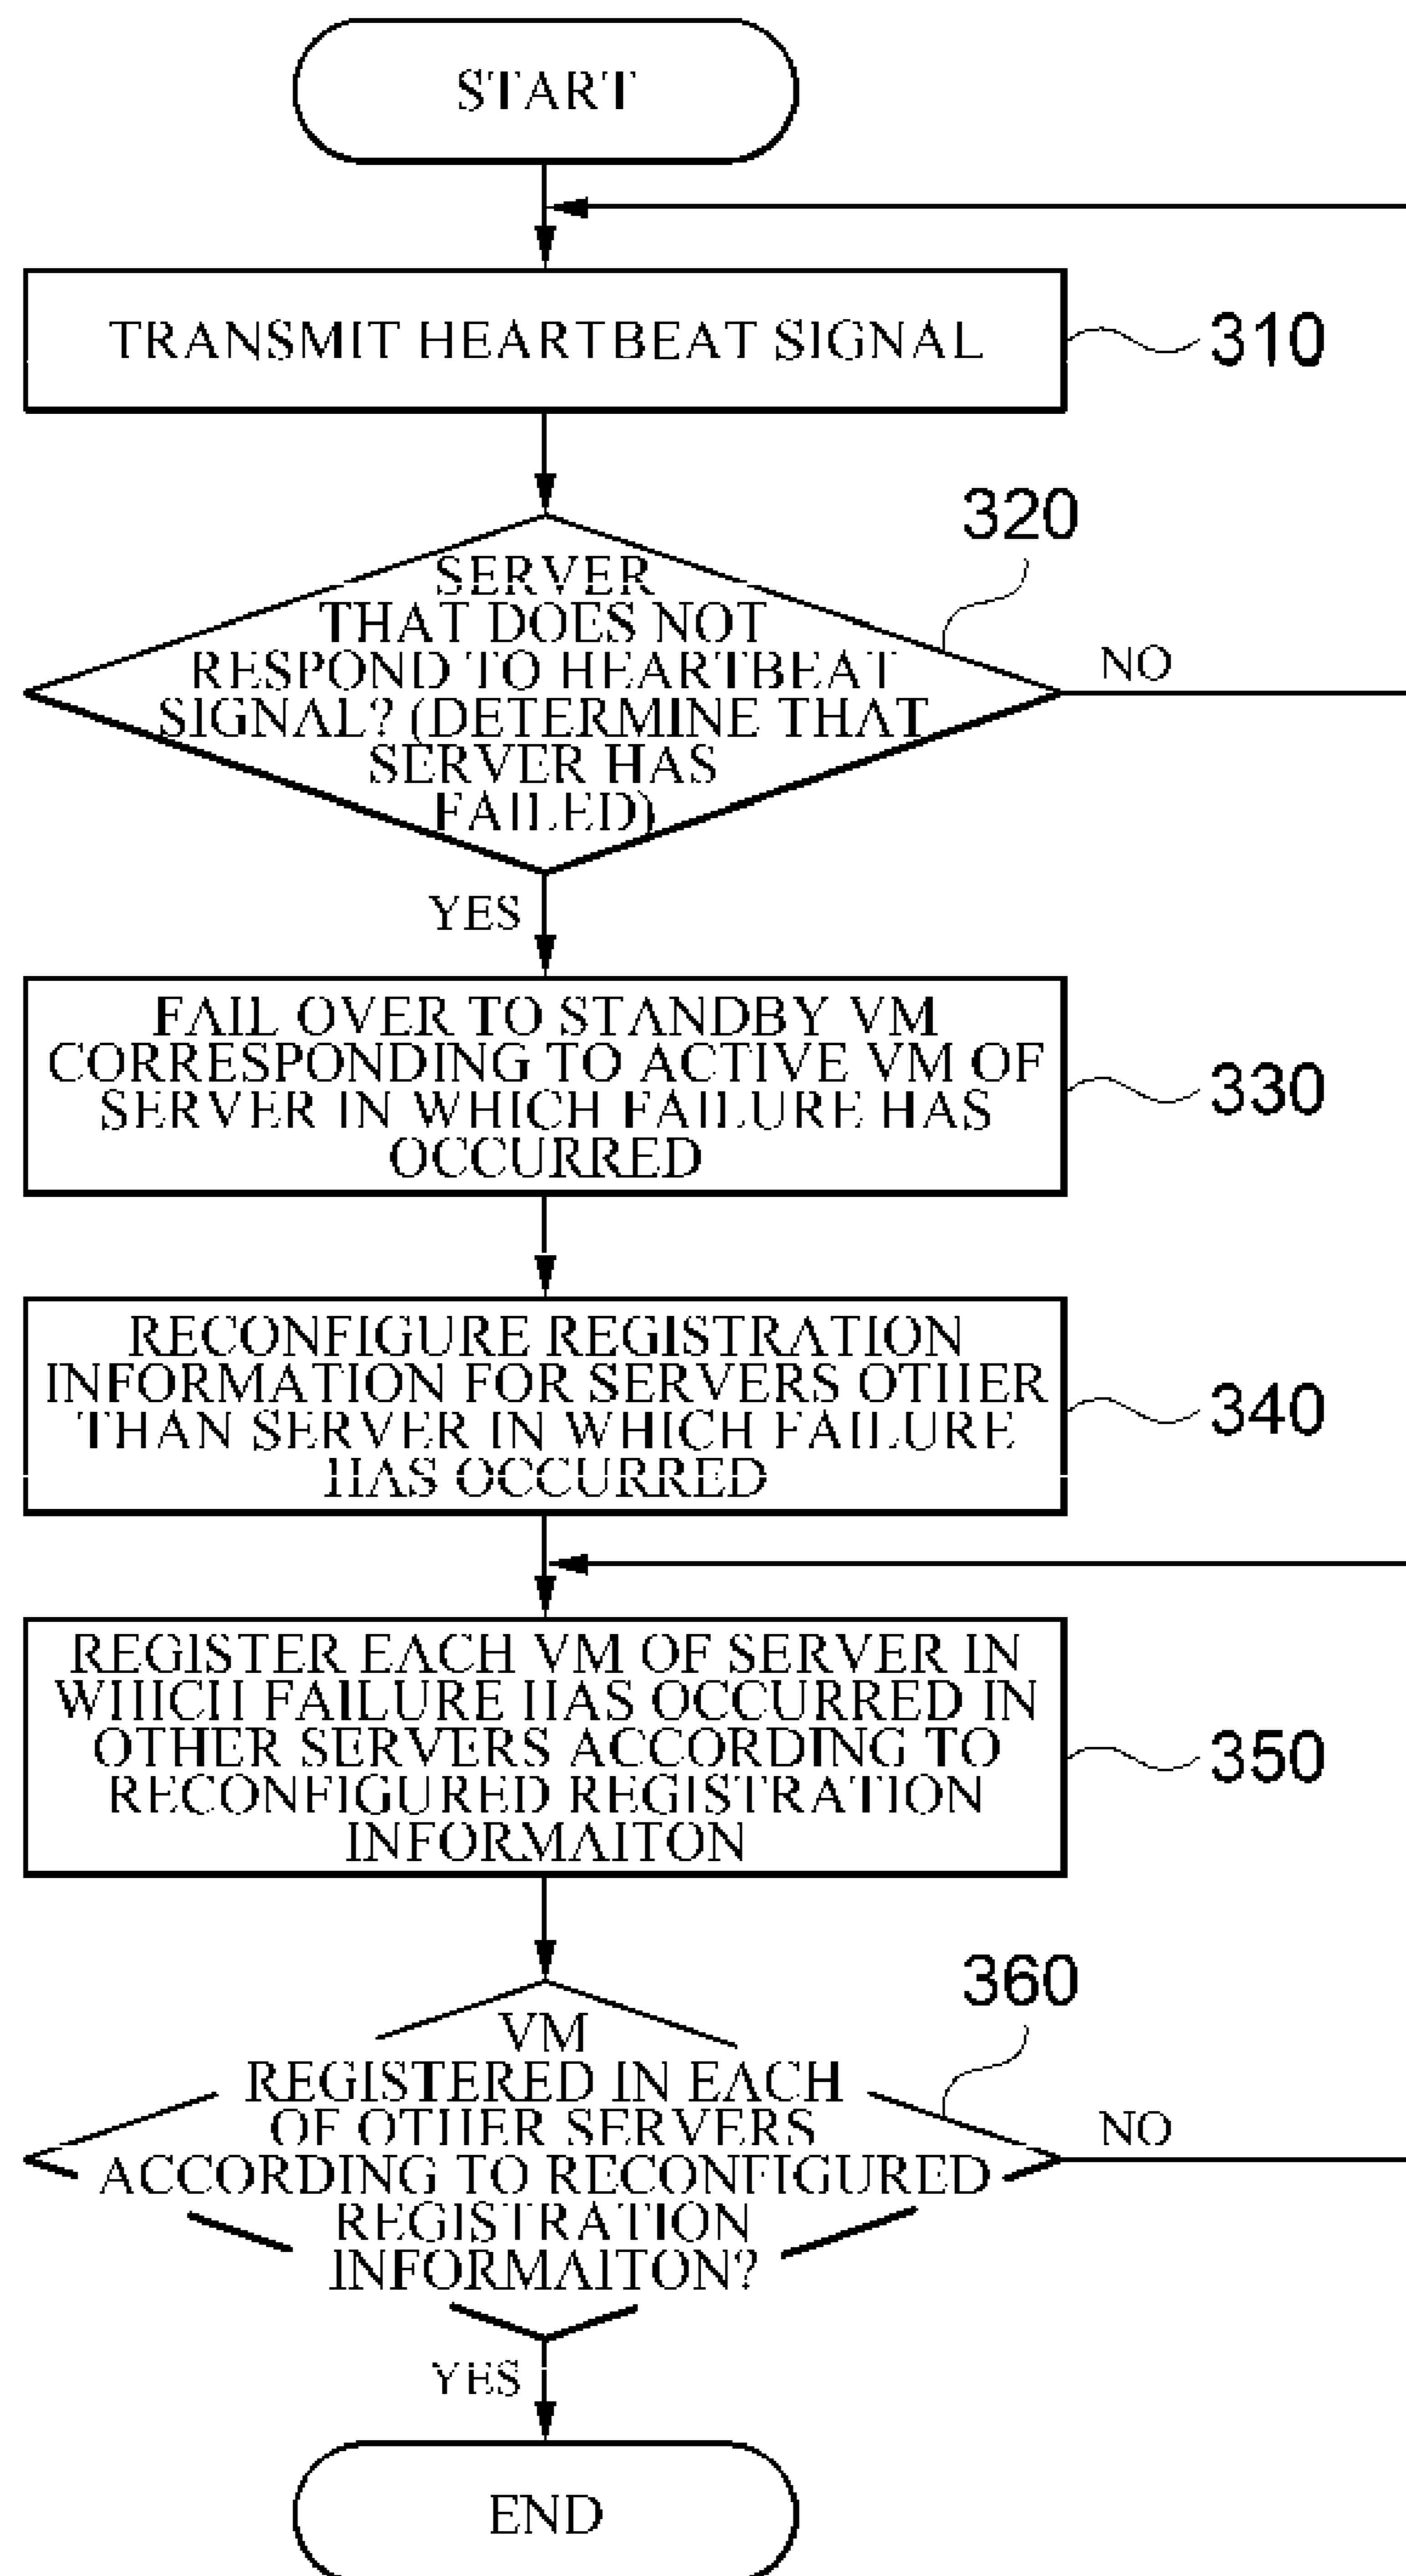 START
TRANSMIT HEARTBEAT SIGNAL
310
320
SERVER
THAT DOES NOT
RESPOND TO HEARTBEAT
SIGNAL? (DETERMINE THAT
SERVER HAS
FAILED)
NO
YES
FAIL OVER TO STANDBY VM
CORRESPONDING TO ACTIVE VM OF
SERVER IN WHICH FAILURE HAS
OCCURRED
330
RECONFIGURE REGISTRATION
INFORMATION FOR SERVERS OTHER
THAN SERVER IN WHICH FAILURE
HAS OCCURRED
340
REGISTER EACH VM OF SERVER IN
WHICH FAILURE HAS OCCURRED IN
OTHER SERVERS ACCORDING TO
RECONFIGURED REGISTRATION
INFORMAITON
350
360
VM
REGISTERED IN EACH
OF OTHER SERVERS
ACCORDING TO RECONFIGURED
REGISTRATION
INFORMAITON?
NO
YES
END